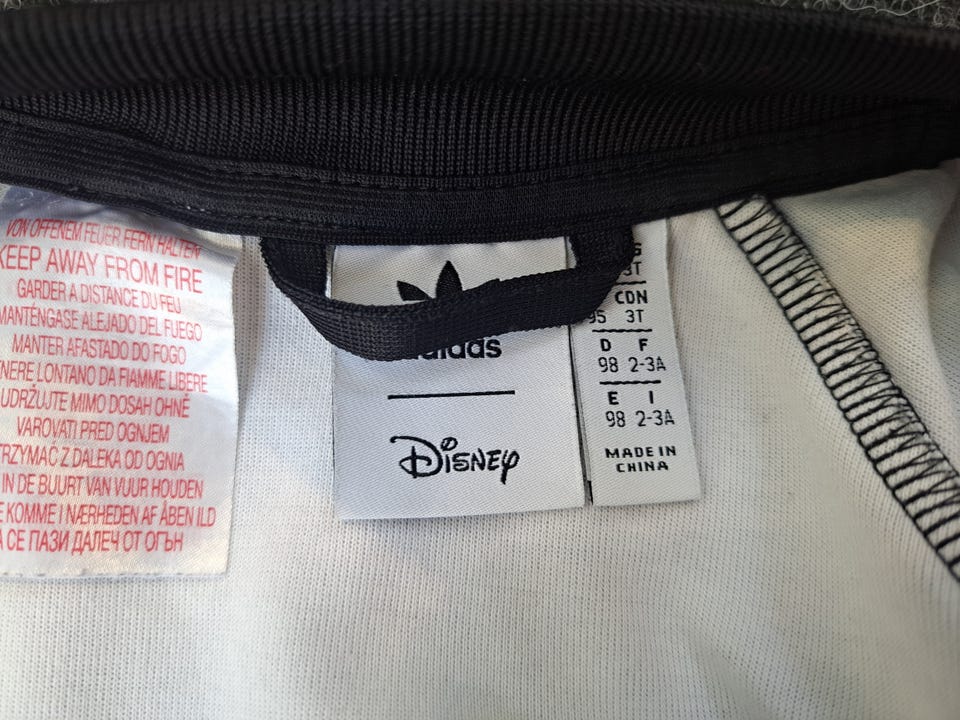 VON OFFENEM FEUER FERN HALTEN
KEEP AWAY FROM FIRE
GARDER A DISTANCE DU FEU
MANTÉNGASE ALEJADO DEL FUEGO
MANTER AFASTADO DO FOGO
LONTANO DA FIAMME LIBERE
UDRŽUJTE MIMO DOSAH OHNĚ
VAROVATI PRED OGNJEM
Z DALEKA OD OGNIA
IN DE BUURT VAN VUUR HOUDEN
KOMME I NÆRHEDEN AF ÅBEN ILD
СЕ ПАЗИ ДАЛЕЧ ОТ ОГЪН
adidas
Disney
3T
CDN
95 3T
D F
98 2-3A
E I
98 2-3A
MADE IN
CHINA